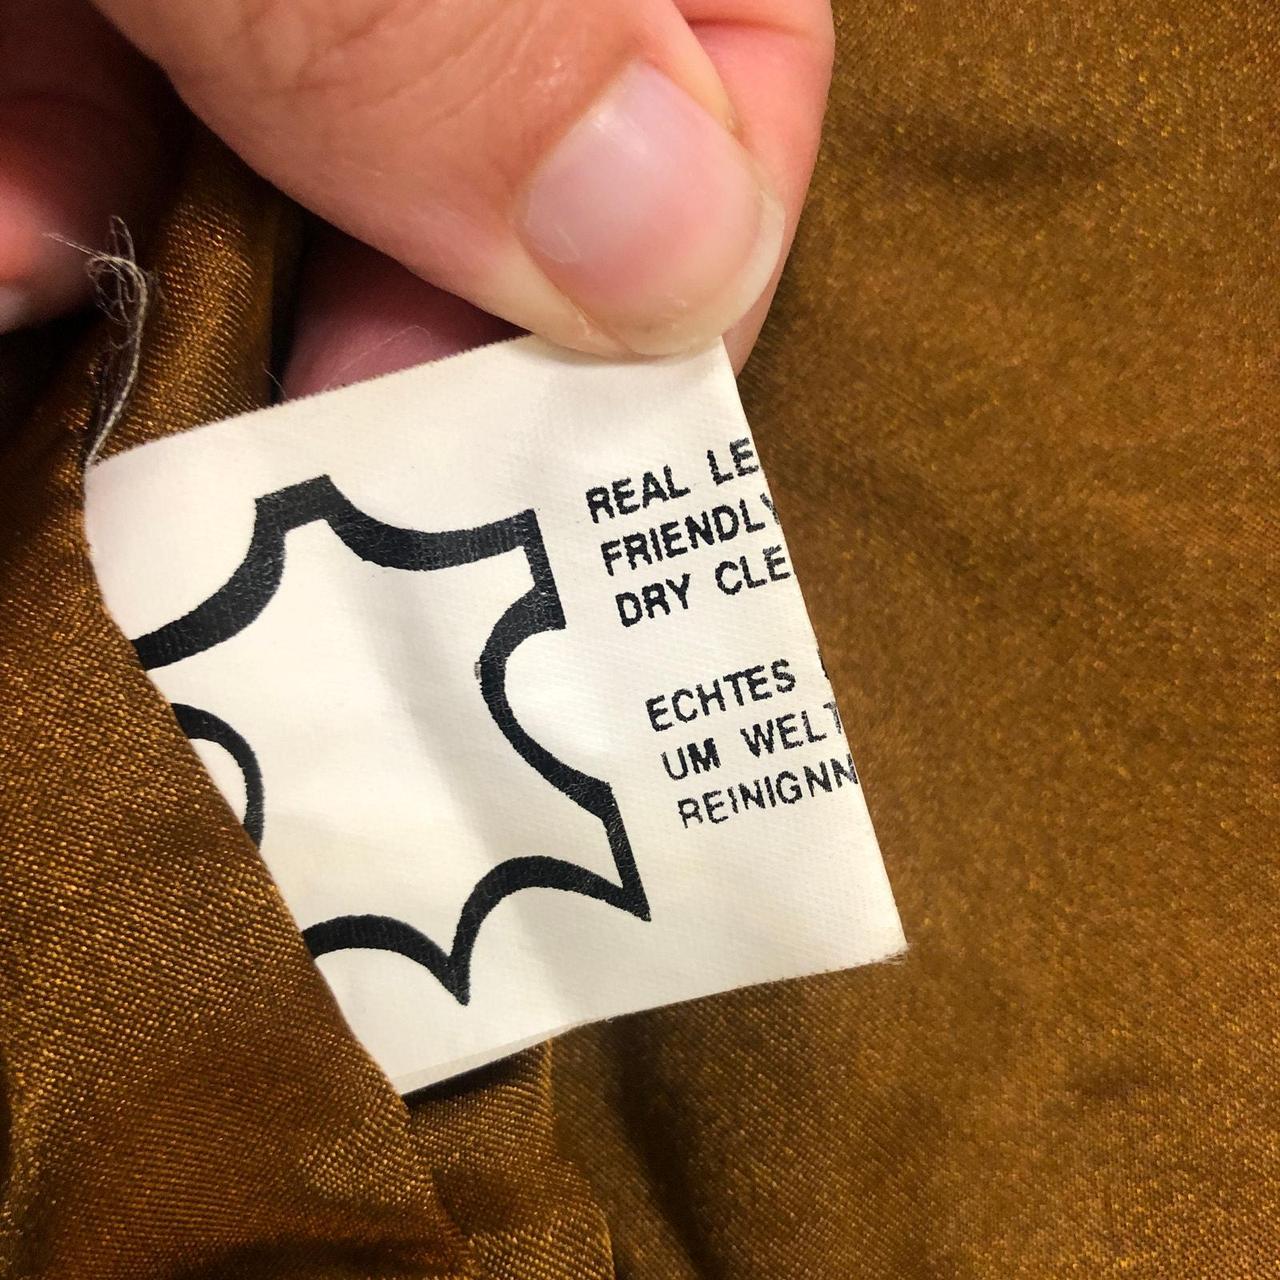 REAL LE
FRIENDLY
DRY CLE
ECHTES
UM WELT
REINIGNN